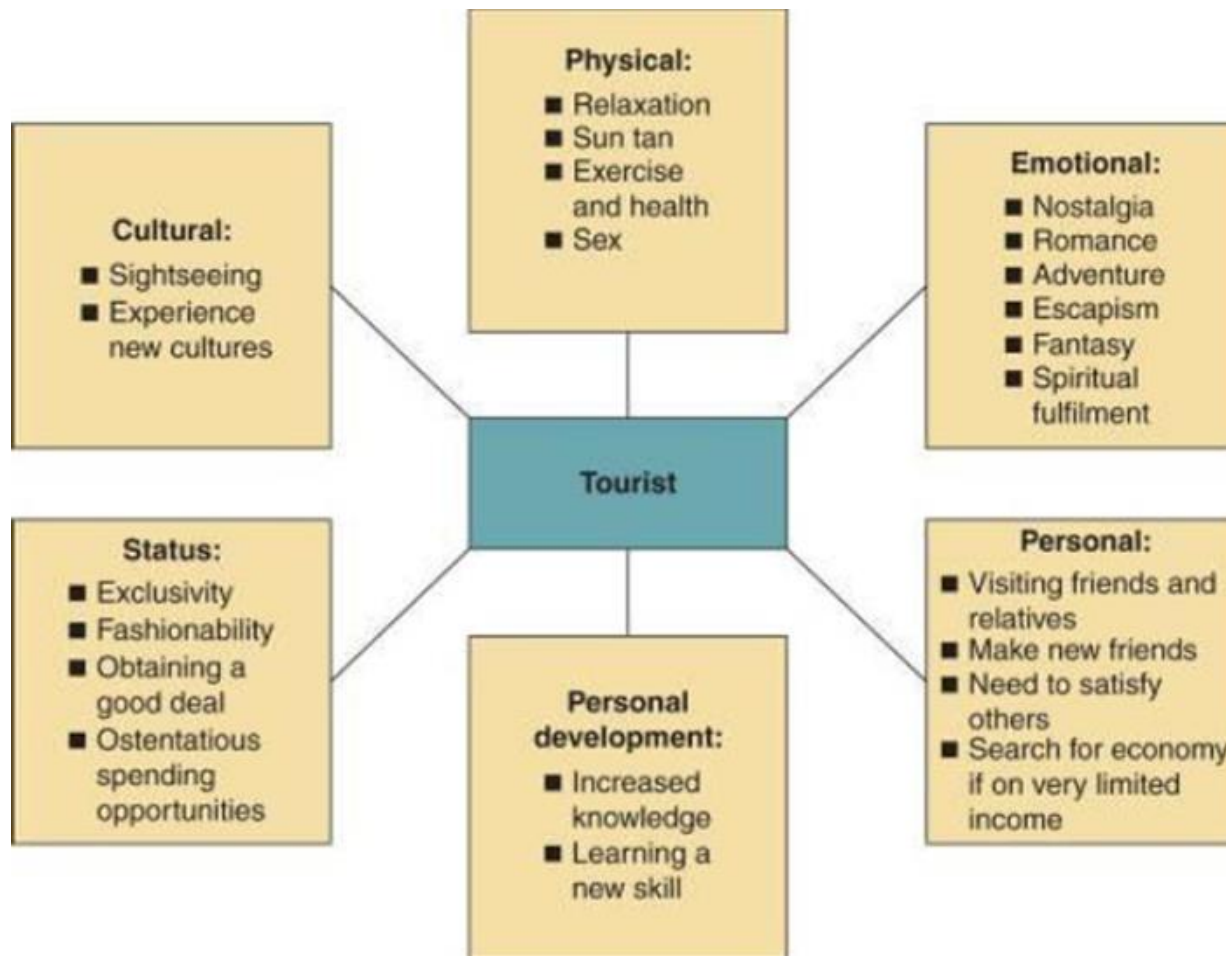 Physical:
■ Relaxation
■ Sun tan
■ Exercise
and health
■ Sex
Cultural:
■ Sightseeing
■ Experience
new cultures
Emotional:
■ Nostalgia
■ Romance
■ Adventure
■ Escapism
■ Fantasy
■ Spiritual
fulfilment
Tourist
Status:
■ Exclusivity
■ Fashionability
■ Obtaining a
good deal
■ Ostentatious
spending
opportunities
Personal
development:
■ Increased
knowledge
■ Learning a
new skill
Personal:
■ Visiting friends and
relatives
■ Make new friends
■ Need to satisfy
others
■ Search for economy
if on very limited
income